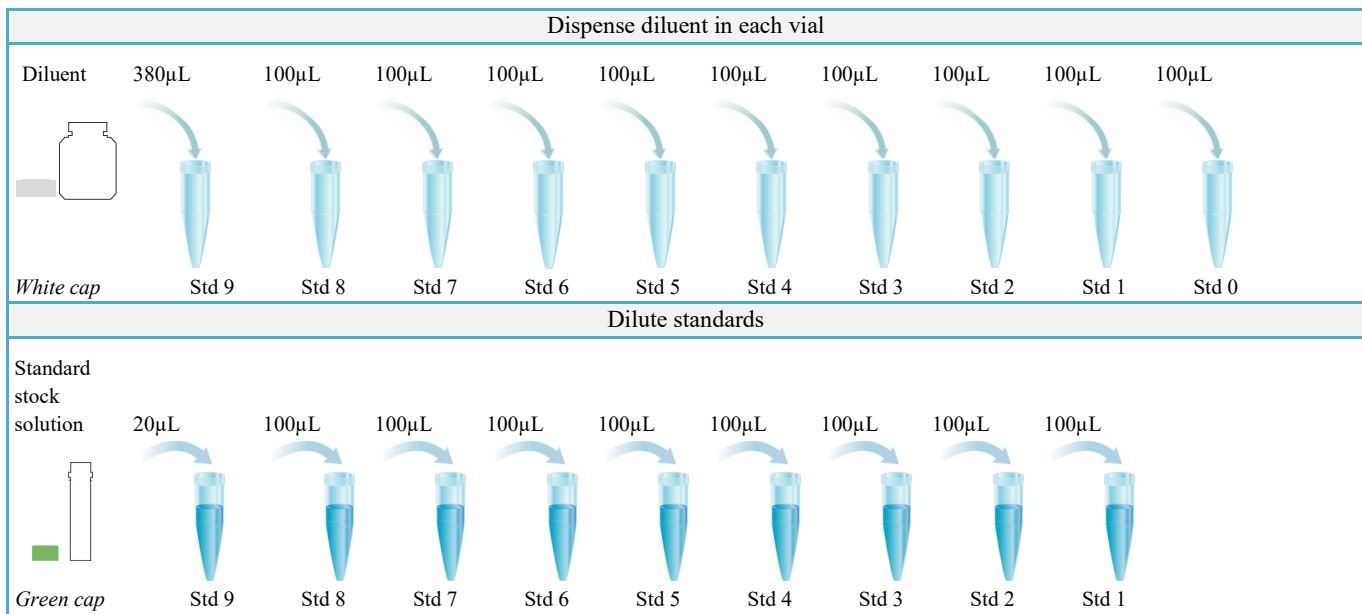 Dispense diluent in each vial
Diluent 380µL 100µL 100µL 100µL 100µL 100µL 100µL 100µL 100µL 100µL
White cap Std 9 Std 8 Std 7 Std 6 Std 5 Std 4 Std 3 Std 2 Std 1 Std 0
Dilute standards
Standard
stock
solution 20µL 100µL 100µL 100µL 100µL 100µL 100µL 100µL 100µL
Green cap Std 9 Std 8 Std 7 Std 6 Std 5 Std 4 Std 3 Std 2 Std 1